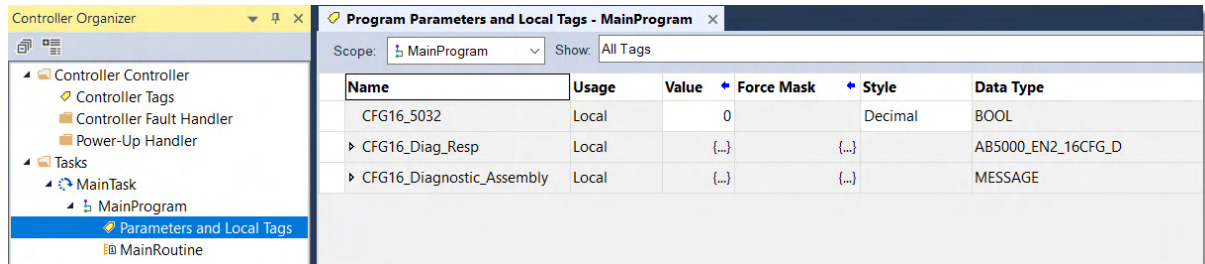 Controller Organizer
Controller Controller
Controller Tags
Controller Fault Handler
Power-Up Handler
Tasks
MainTask
MainProgram
Parameters and Local Tags
MainRoutine
Program Parameters and Local Tags - MainProgram
Scope: MainProgram Show: All Tags
Name Usage Value Force Mask Style Data Type
CFG16_5032 Local 0 Decimal BOOL
CFG16_Diag_Resp Local {...} {...} AB5000_EN2_16CFG_D
CFG16_Diagnostic_Assembly Local {...} {...} MESSAGE